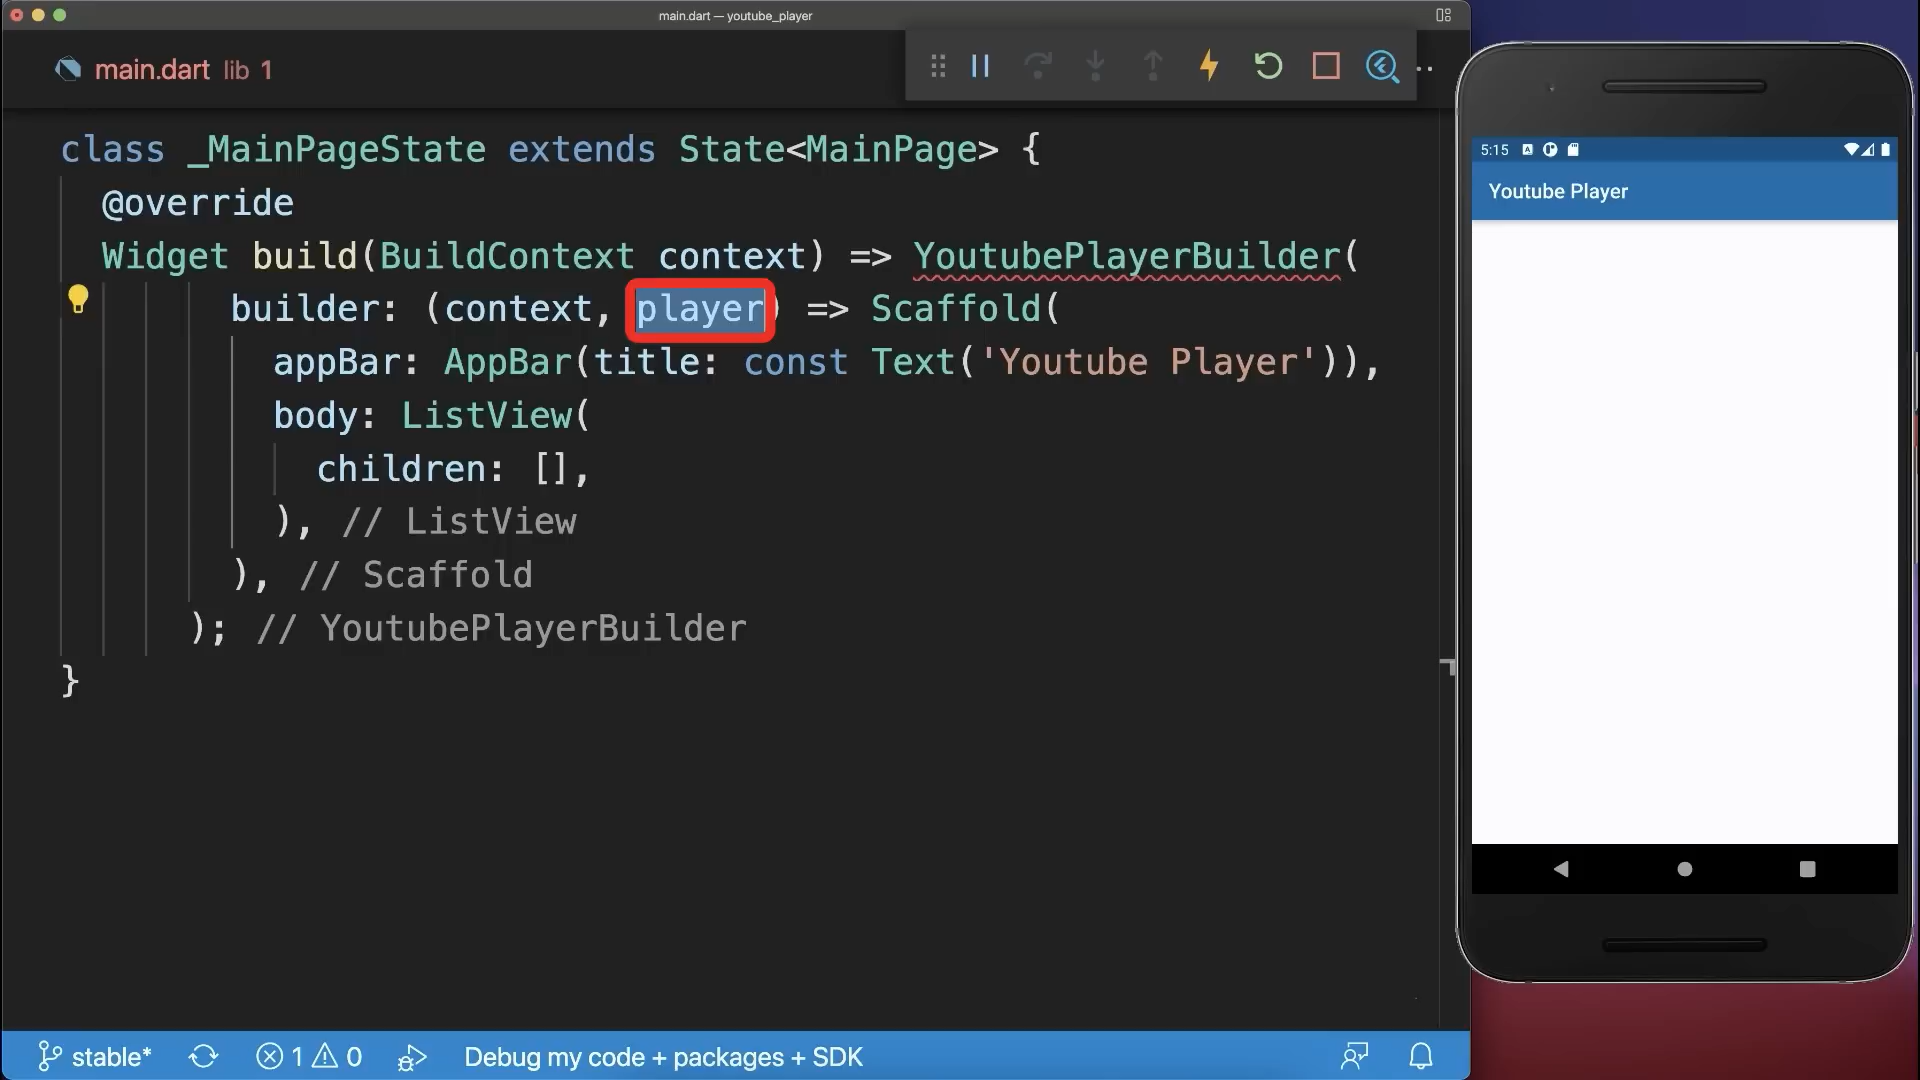 main.dart — youtube_player
main.dart lib 1
class _MainPageState extends State<MainPage> {
@override
Widget build(BuildContext context) => YoutubePlayerBuilder(
builder: (context, player) => Scaffold(
appBar: AppBar(title: const Text('Youtube Player')),
body: ListView(
children: [],
), // ListView
), // Scaffold
); // YoutubePlayerBuilder
}
stable* 1 0 Debug my code + packages + SDK
5:15
Youtube Player